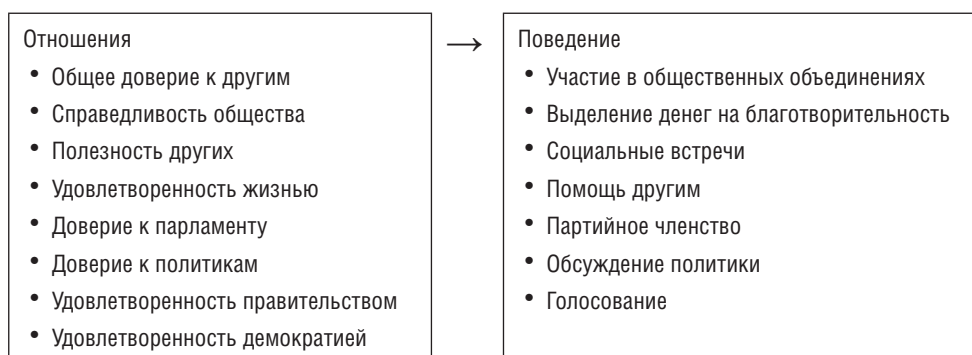 Отношения
• Общее доверие к другим
• Справедливость общества
• Полезность других
• Удовлетворенность жизнью
• Доверие к парламенту
• Доверие к политикам
• Удовлетворенность правительством
• Удовлетворенность демократией
→
Поведение
• Участие в общественных объединениях
• Выделение денег на благотворительность
• Социальные встречи
• Помощь другим
• Партийное членство
• Обсуждение политики
• Голосование